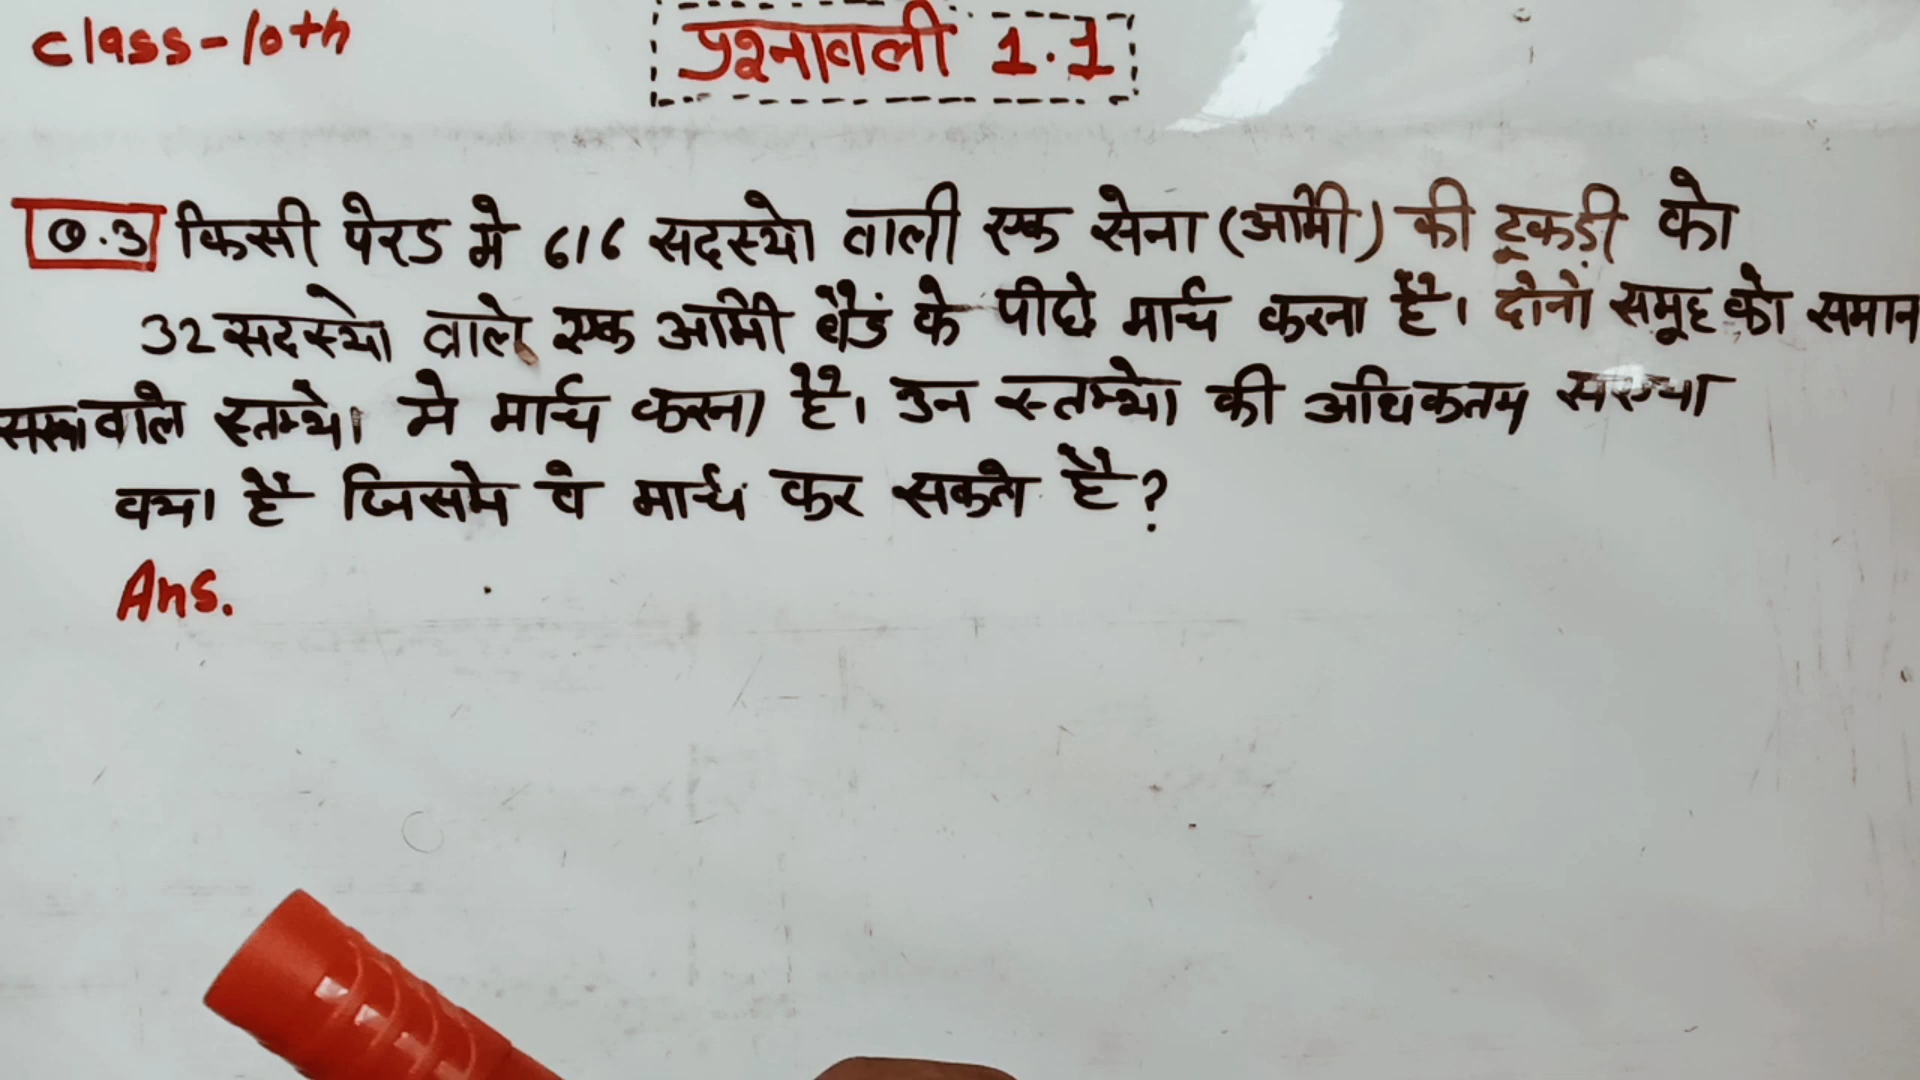 class-10th
प्रश्नावली 1.1
Q.3 किसी पेरड मे 616 सदस्यो वाली एक सेना (आर्मी) की टूकड़ी को
32 सदस्यो वाले एक आर्मी बैंड के पीछे मार्च करना है। दोनो समूह को समान
संख्या वाले स्तम्भो मे मार्च करना है। उन स्तम्भो की अधिकतम संख्या
क्या है जिसमे वे मार्च कर सकते है?
Ans.